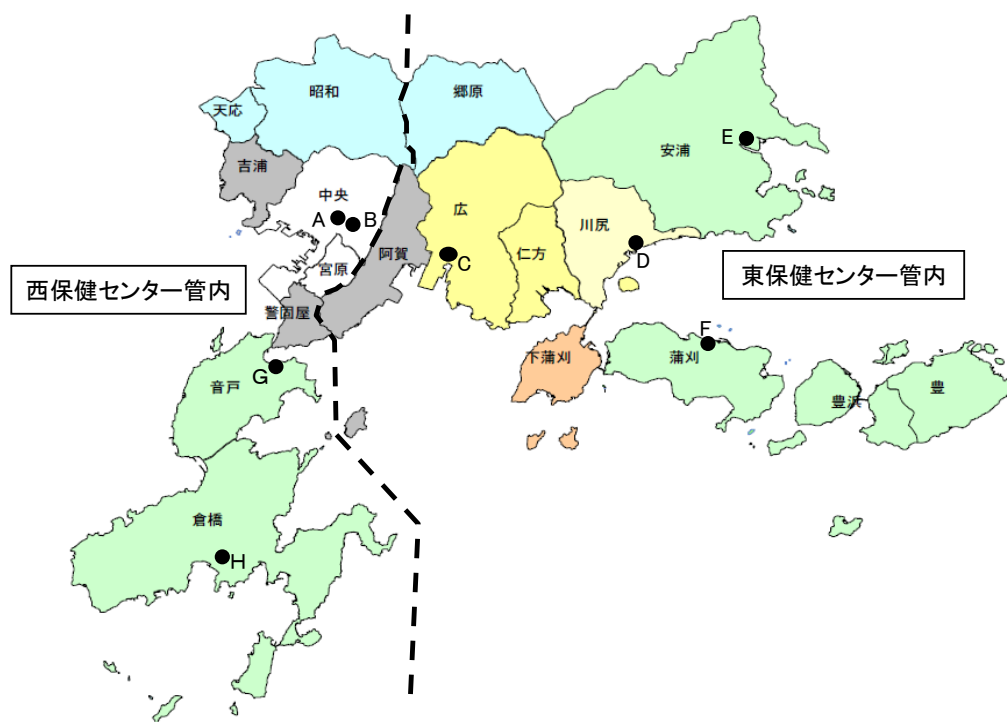 昭和
郷原
天応
吉浦
安浦
E
中央
A
B
広
川尻
阿賀
仁方
C
D
宮原
西保健センター管内
東保健センター管内
警固屋
F
下蒲刈
蒲刈
G
音戸
豊浜
豊
倉橋
H